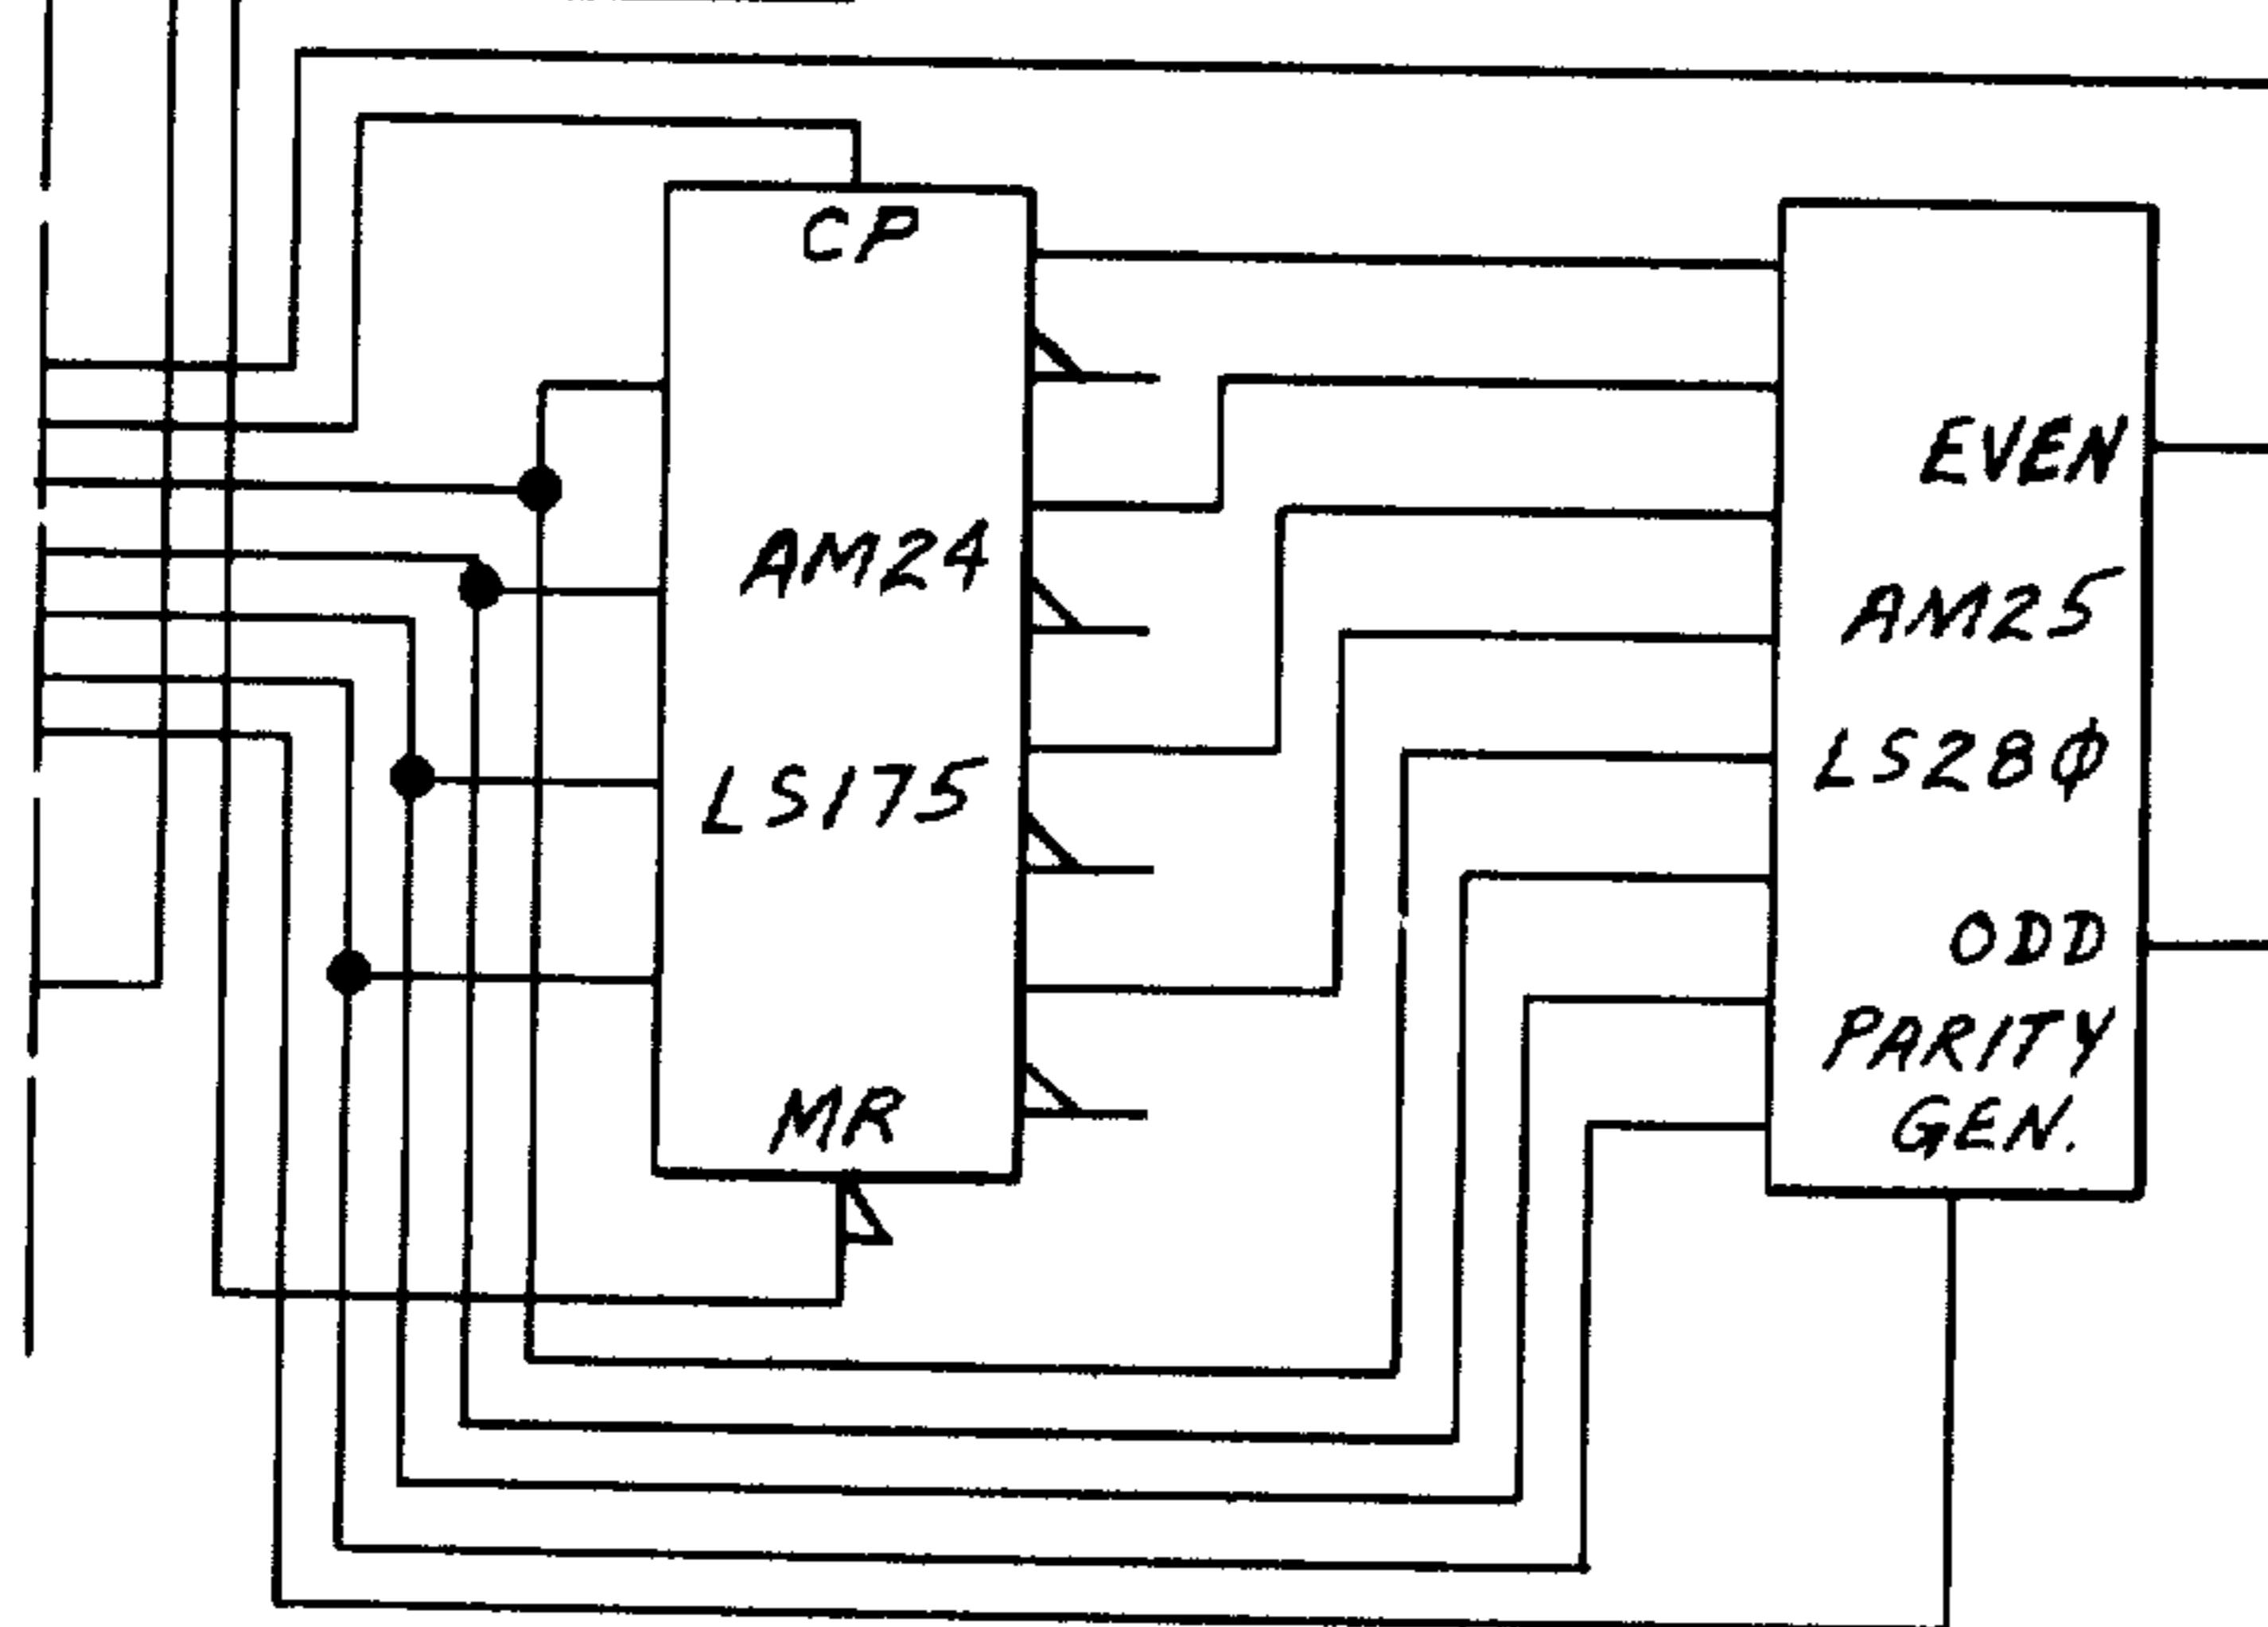 CP
AM24
LS175
MR
EVEN
AM25
LS28φ
ODD
PARITY
GEN.